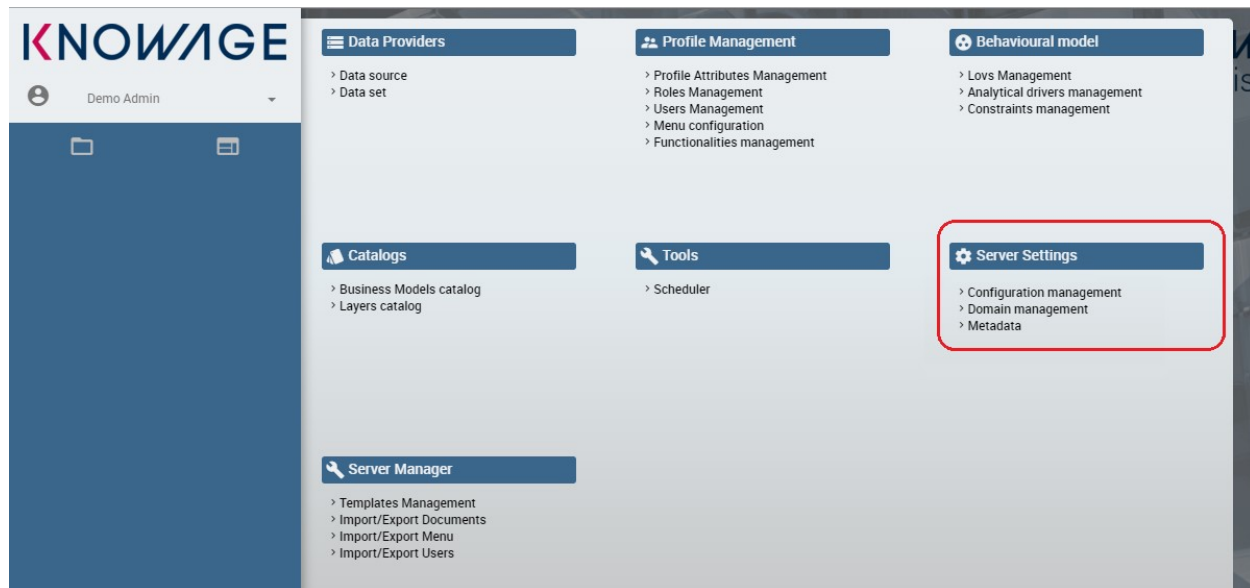 KNOWAGE
Demo Admin
Data Providers
> Data source
> Data set
Profile Management
> Profile Attributes Management
> Roles Management
> Users Management
> Menu configuration
> Functionalities management
Behavioural model
> Lovs Management
> Analytical drivers management
> Constraints management
Catalogs
> Business Models catalog
> Layers catalog
Tools
> Scheduler
Server Settings
> Configuration management
> Domain management
> Metadata
Server Manager
> Templates Management
> Import/Export Documents
> Import/Export Menu
> Import/Export Users